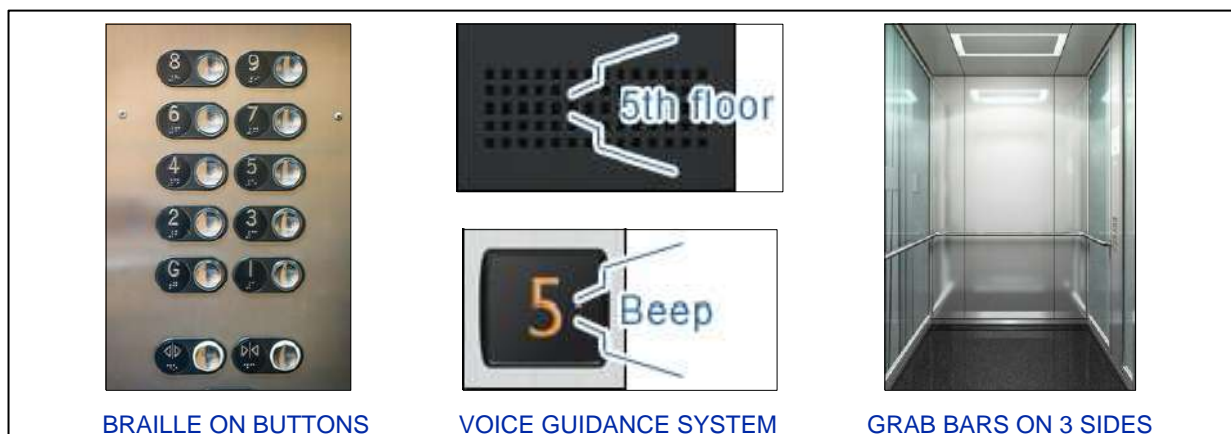 8 9
6 7
4 5
2 3
G 1
5th floor
5
Beep
BRAILLE ON BUTTONS
VOICE GUIDANCE SYSTEM
GRAB BARS ON 3 SIDES